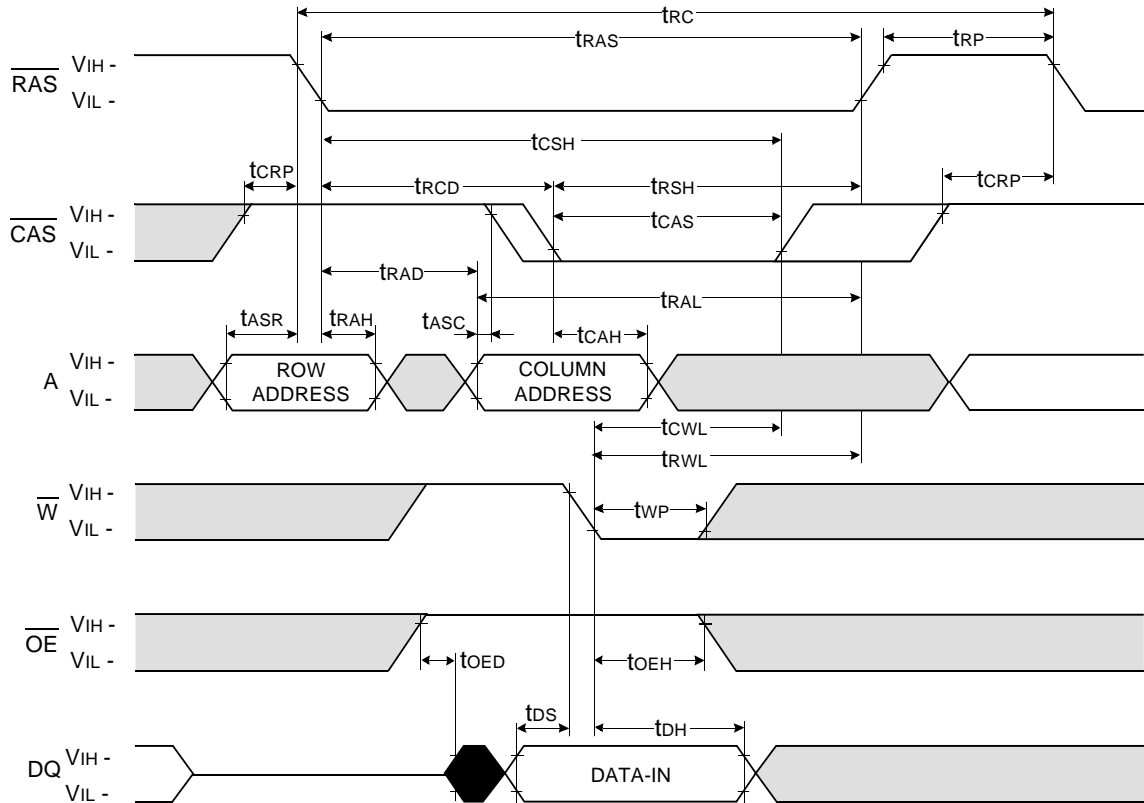 tRC
tRAS
tRP
RAS
VIH -
VIL -
tCSH
tCRP
tRCD
tRSH
tCRP
CAS
VIH -
VIL -
tCAS
tRAD
tRAL
tASR
tRAH
tASC
tCAH
A
VIH -
VIL -
ROW
ADDRESS
COLUMN
ADDRESS
tCWL
tRWL
W
VIH -
VIL -
tWP
OE
VIH -
VIL -
tOED
tOEH
tDS
tDH
DQ
VIH -
VIL -
DATA-IN